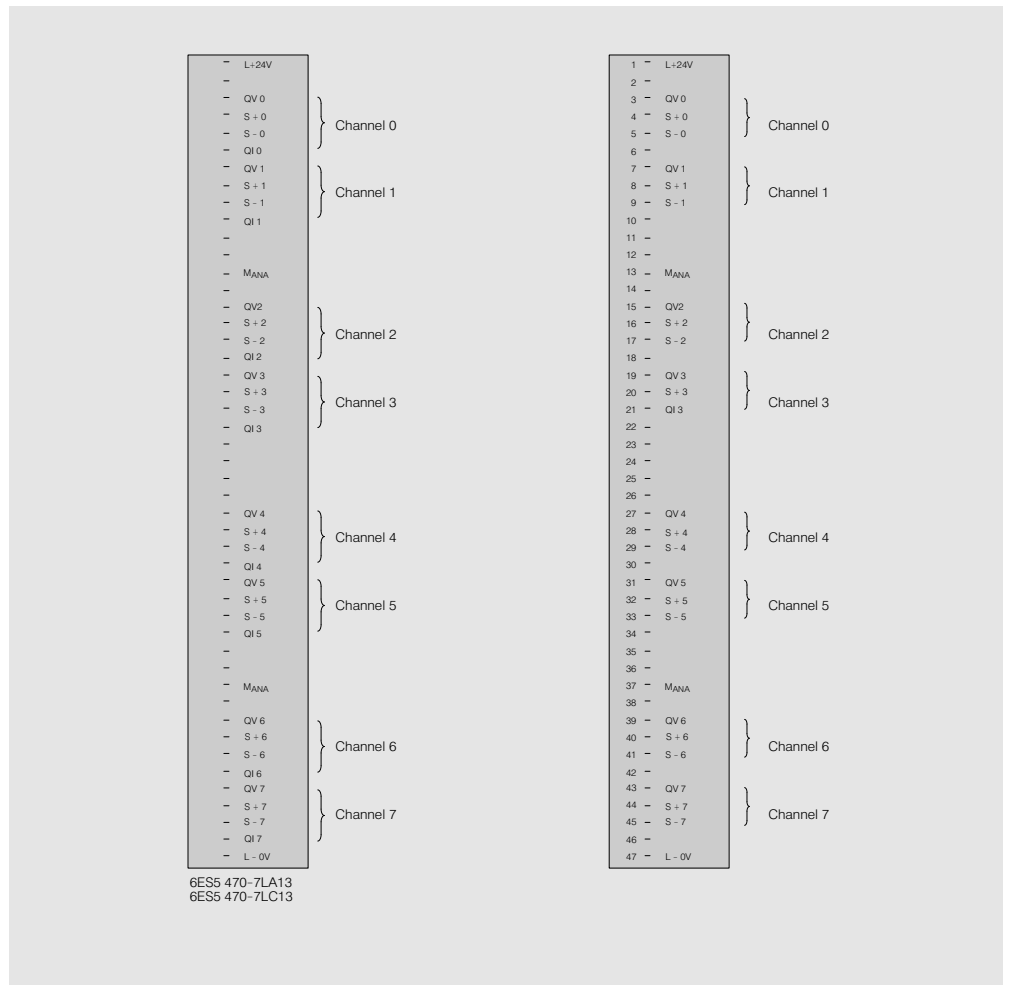 L+24V
QV 0
S + 0
S - 0
QI 0
Channel 0
QV 1
S + 1
S - 1
QI 1
Channel 1
MANA
QV2
S + 2
S - 2
QI 2
Channel 2
QV 3
S + 3
S - 3
QI 3
Channel 3
QV 4
S + 4
S - 4
QI 4
Channel 4
QV 5
S + 5
S - 5
QI 5
Channel 5
MANA
QV 6
S + 6
S - 6
QI 6
Channel 6
QV 7
S + 7
S - 7
QI 7
Channel 7
L - 0V
6ES5 470-7LA13
6ES5 470-7LC13
1 L+24V
2
3 QV 0
4 S + 0
5 S - 0
Channel 0
6
7 QV 1
8 S + 1
9 S - 1
Channel 1
10
11
12
13 MANA
14
15 QV2
16 S + 2
17 S - 2
Channel 2
18
19 QV 3
20 S + 3
21 QI 3
Channel 3
22
23
24
25
26
27 QV 4
28 S + 4
29 S - 4
Channel 4
30
31 QV 5
32 S + 5
33 S - 5
Channel 5
34
35
36
37 MANA
38
39 QV 6
40 S + 6
41 S - 6
Channel 6
42
43 QV 7
44 S + 7
45 S - 7
Channel 7
46
47 L - 0V